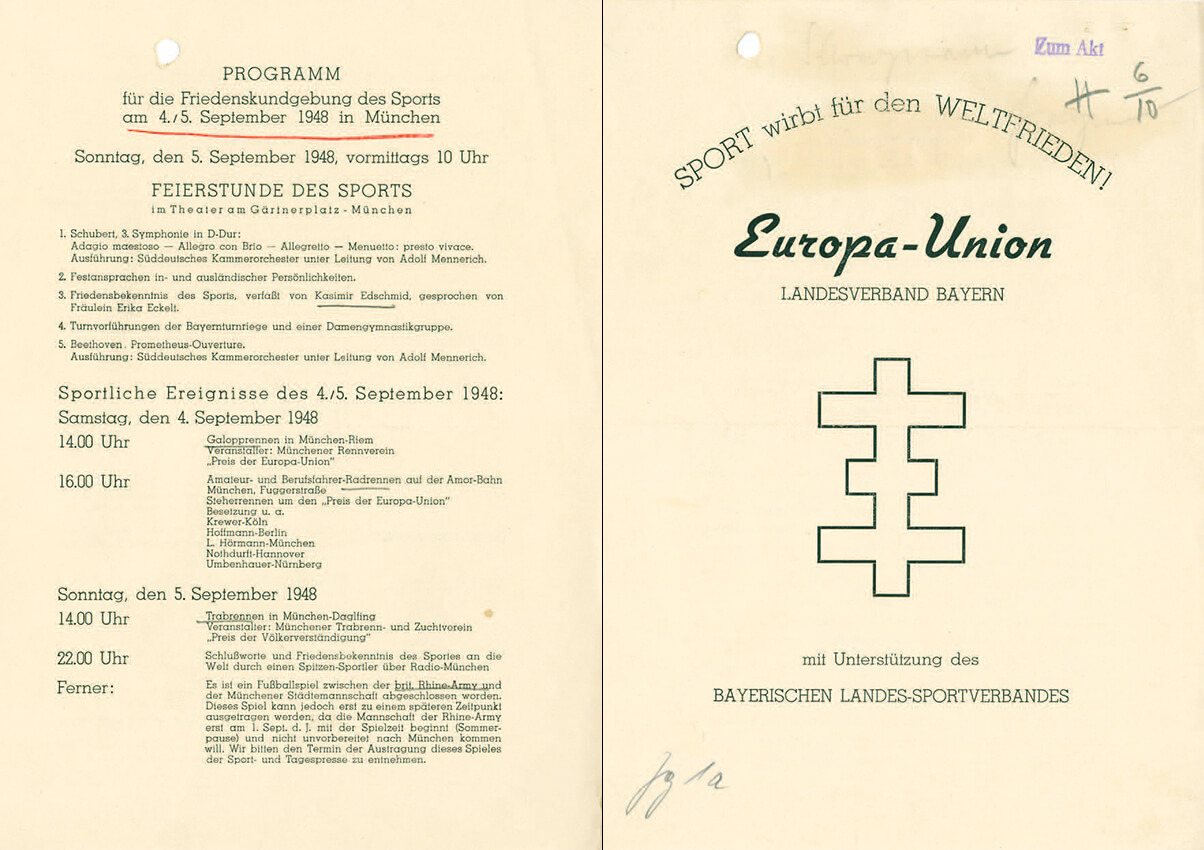 PROGRAMM
für die Friedenskundgebung des Sports
am 4./5. September 1948 in München
Sonntag, den 5. September 1948, vormittags 10 Uhr
FEIERSTUNDE DES SPORTS
im Theater am Gärtnerplatz - München
1. Schubert, 3. Symphonie in D-Dur:
Adagio maestoso — Allegro con Brio — Allegretto — Menuetto: presto vivace.
Ausführung: Süddeutsches Kammerorchester unter Leitung von Adolf Mennerich.
2. Festansprachen in- und ausländischer Persönlichkeiten.
3. Friedensbekenntnis des Sports, verfaßt von Kasimir Edschmid, gesprochen von
Fräulein Erika Eckelt.
4. Turnvorführungen der Bayernturnriege und einer Damengymnastikgruppe.
5. Beethoven, Prometheus-Ouverture.
Ausführung: Süddeutsches Kammerorchester unter Leitung von Adolf Mennerich.
Sportliche Ereignisse des 4./5. September 1948:
Samstag, den 4. September 1948
14.00 Uhr Galopprennen in München-Riem
Veranstalter: Münchener Rennverein
„Preis der Europa-Union"
16.00 Uhr Amateur- und Berufsfahrer-Radrennen auf der Amor-Bahn
München, Fuggerstraße
Steherrennen um den „Preis der Europa-Union"
Besetzung u. a.
Krewer-Köln
Hoffmann-Berlin
L. Hörmann-München
Nothdurft-Hannover
Umbenhauer-Nürnberg
Sonntag, den 5. September 1948
14.00 Uhr Trabrennen in München-Daglfing
Veranstalter: Münchener Trabrenn- und Zuchtverein
„Preis der Völkerverständigung"
22.00 Uhr Schlußworte und Friedensbekenntnis des Sportes an die
Welt durch einen Spitzen-Sportler über Radio-München
Ferner: Es ist ein Fußballspiel zwischen der brit. Rhine-Army und
der Münchener Städtemannschaft abgeschlossen worden.
Dieses Spiel kann jedoch erst zu einem späteren Zeitpunkt
ausgetragen werden, da die Mannschaft der Rhine-Army
erst am 1. Sept. d. J. mit der Spielzeit beginnt (Sommer-
pause) und nicht unvorbereitet nach München kommen
will. Wir bitten den Termin der Austragung dieses Spieles
der Sport- und Tagespresse zu entnehmen.
Zum Akt
6
10
SPORT wirbt für den WELTFRIEDEN!
Europa-Union
LANDESVERBAND BAYERN
mit Unterstützung des
BAYERISCHEN LANDES-SPORTVERBANDES